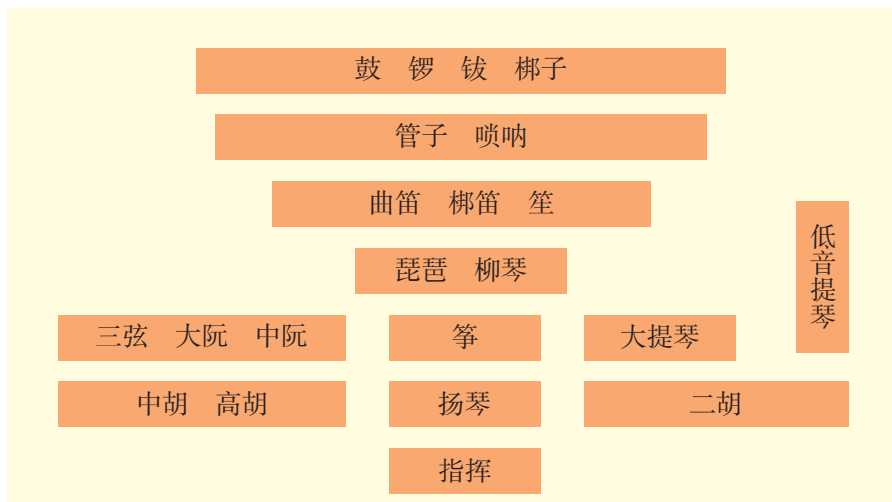 鼓 锣 钹 梆子
管子 唢呐
曲笛 梆笛 笙
低音提琴
琵琶 柳琴
三弦 大阮 中阮
筝
大提琴
中胡 高胡
扬琴
二胡
指挥